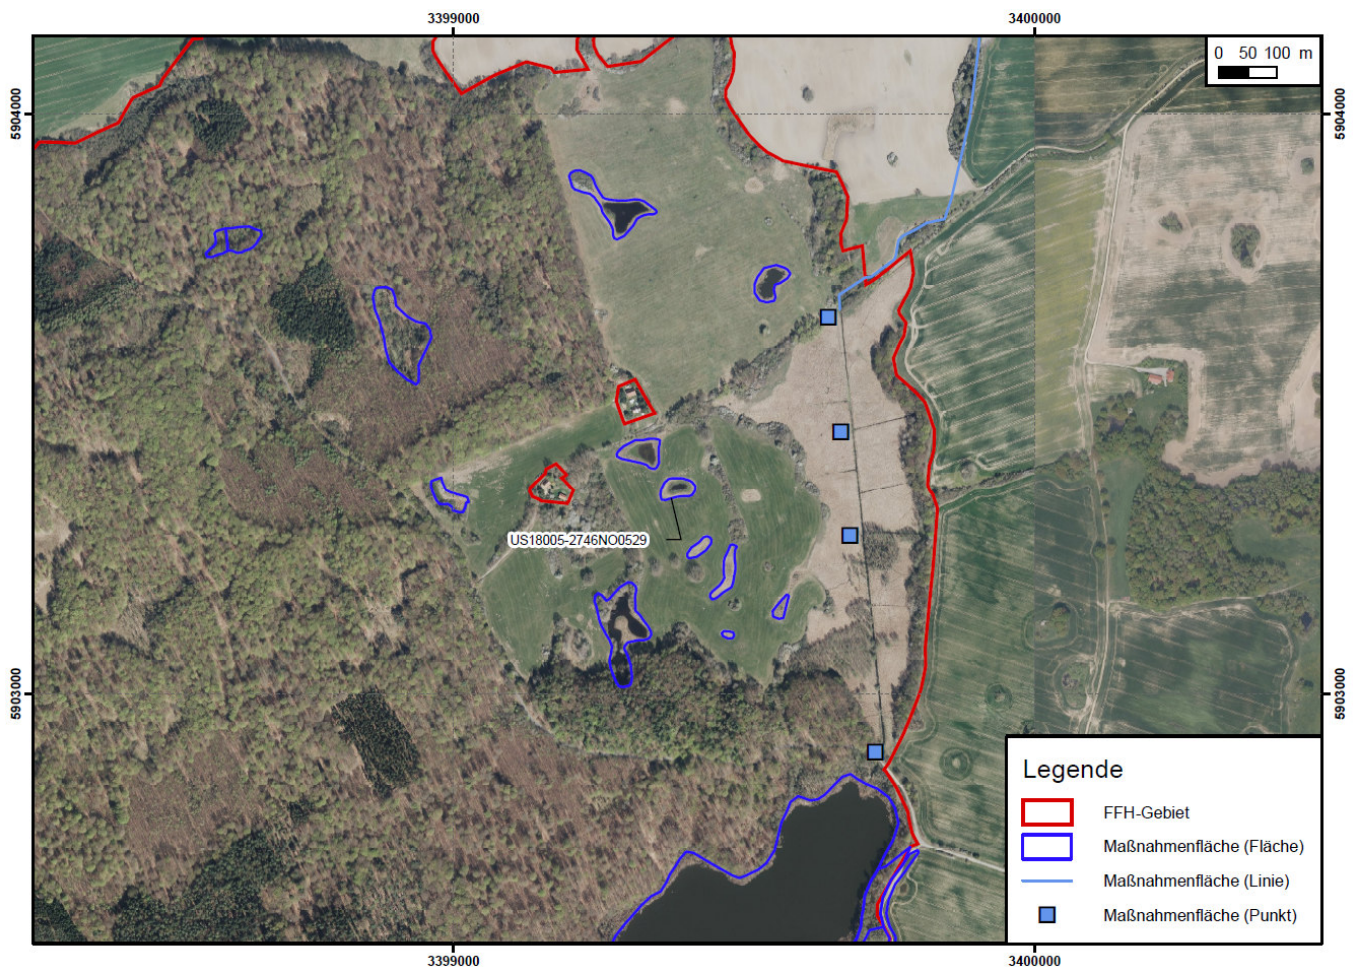 3399000
3400000
0 50 100 m
5904000
5904000
US18005-2746NO0529
5903000
5903000
Legende
FFH-Gebiet
Maßnahmenfläche (Fläche)
Maßnahmenfläche (Linie)
Maßnahmenfläche (Punkt)
3399000
3400000